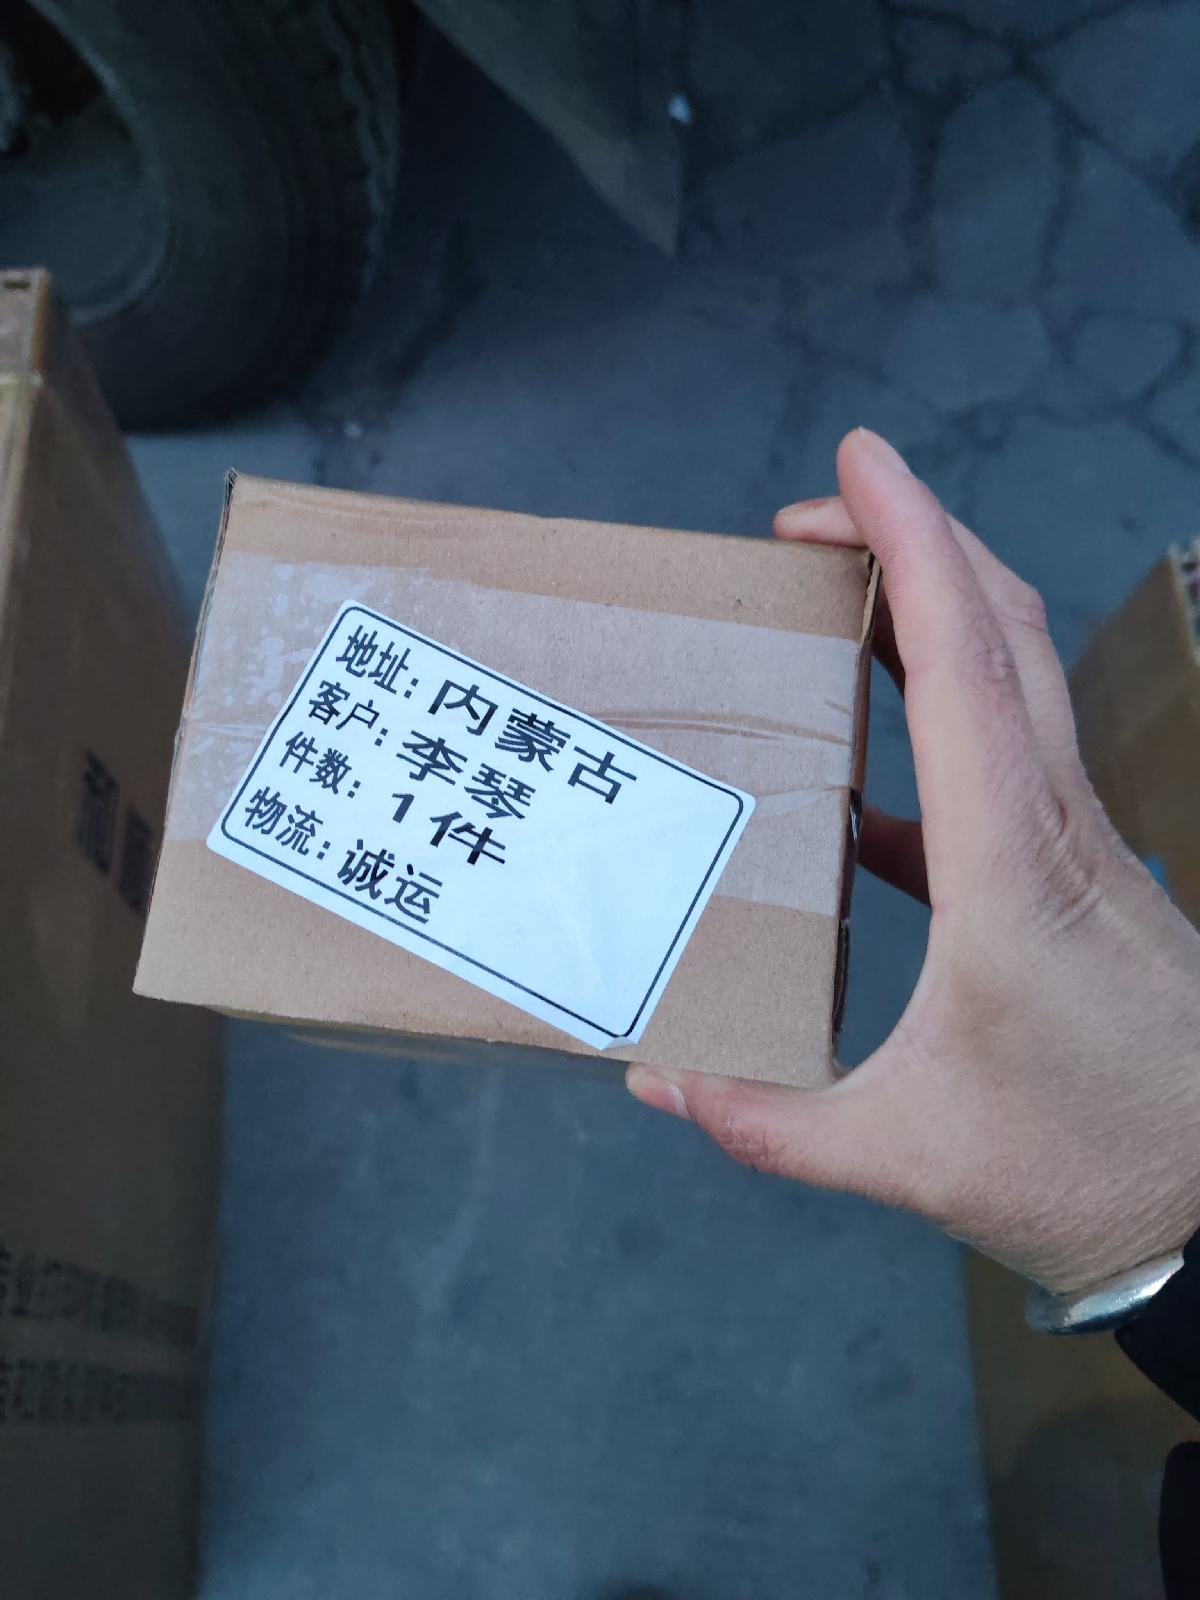 地址：内蒙古
客户：李琴
件数：1件
物流：诚运